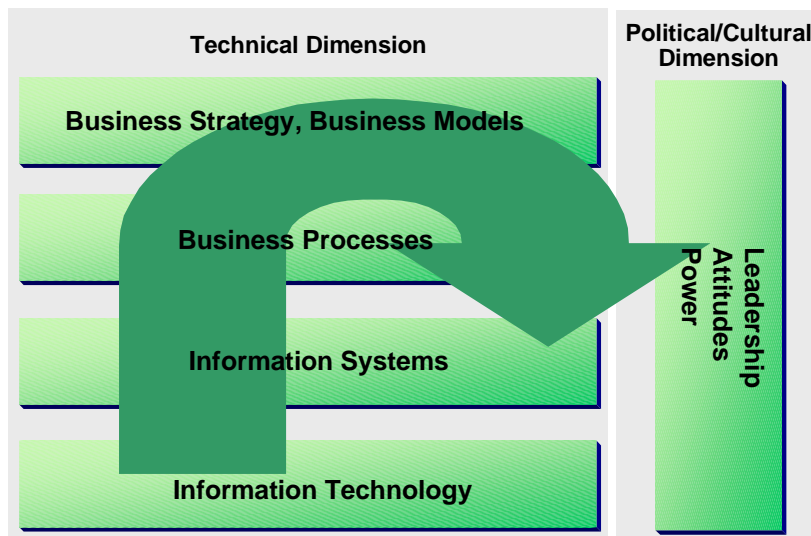 Technical Dimension
Business Strategy, Business Models
Business Processes
Information Systems
Information Technology
Political/Cultural
Dimension
Leadership
Attitudes
Power